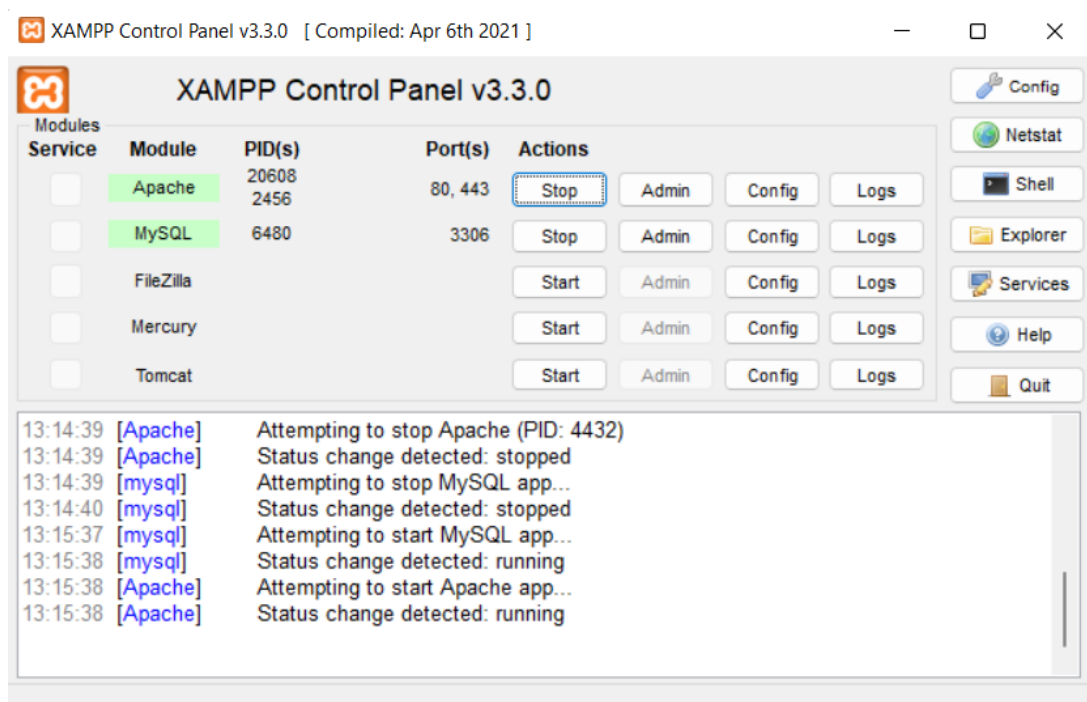 XAMPP Control Panel v3.3.0 [ Compiled: Apr 6th 2021 ]
XAMPP Control Panel v3.3.0
Config
Modules
Service Module PID(s) Port(s) Actions
Netstat
Apache 20608 2456 80, 443 Stop Admin Config Logs
Shell
MySQL 6480 3306 Stop Admin Config Logs
Explorer
FileZilla Start Admin Config Logs
Services
Mercury Start Admin Config Logs
Help
Tomcat Start Admin Config Logs
Quit
13:14:39 [Apache] Attempting to stop Apache (PID: 4432)
13:14:39 [Apache] Status change detected: stopped
13:14:39 [mysql] Attempting to stop MySQL app...
13:14:40 [mysql] Status change detected: stopped
13:15:37 [mysql] Attempting to start MySQL app...
13:15:38 [mysql] Status change detected: running
13:15:38 [Apache] Attempting to start Apache app...
13:15:38 [Apache] Status change detected: running